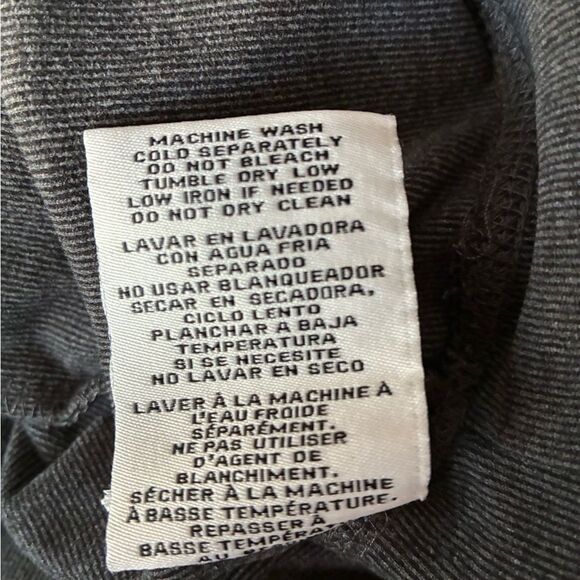 MACHINE WASH
COLD SEPARATELY
DO NOT BLEACH
TUMBLE DRY LOW
LOW IRON IF NEEDED
DO NOT DRY CLEAN
LAVAR EN LAVADORA
CON AGUA FRIA
SEPARADO
NO USAR BLANQUEADOR
SECAR EN SECADORA,
CICLO LENTO
PLANCHAR A BAJA
TEMPERATURA
SI SE NECESITE
NO LAVAR EN SECO
LAVER À LA MACHINE À
L'EAU FROIDE
SÉPARÉMENT.
NE PAS UTILISER
D'AGENT DE
BLANCHIMENT.
SÉCHER À LA MACHINE
À BASSE TEMPÉRATURE.
REPASSER À
BASSE TEMPÉRATURE
AU